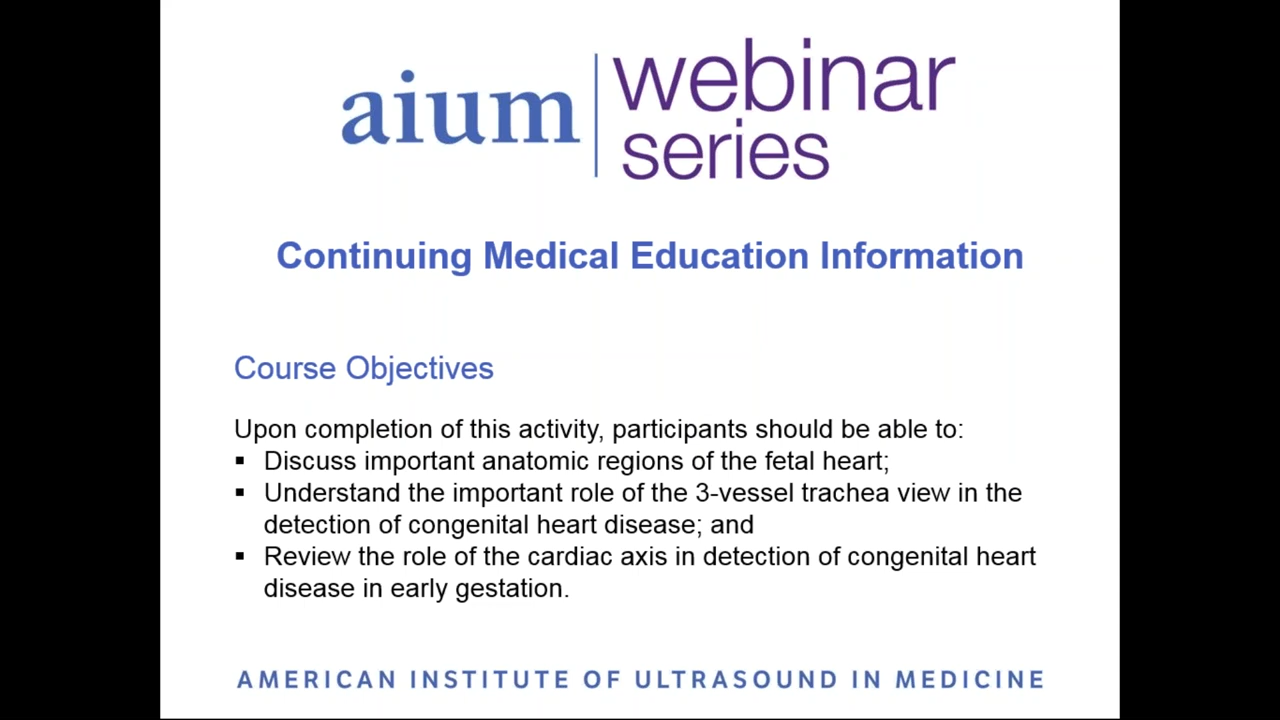 aium webinar
series
Continuing Medical Education Information
Course Objectives
Upon completion of this activity, participants should be able to:
▪ Discuss important anatomic regions of the fetal heart;
▪ Understand the important role of the 3-vessel trachea view in the
detection of congenital heart disease; and
▪ Review the role of the cardiac axis in detection of congenital heart
disease in early gestation.
AMERICAN INSTITUTE OF ULTRASOUND IN MEDICINE